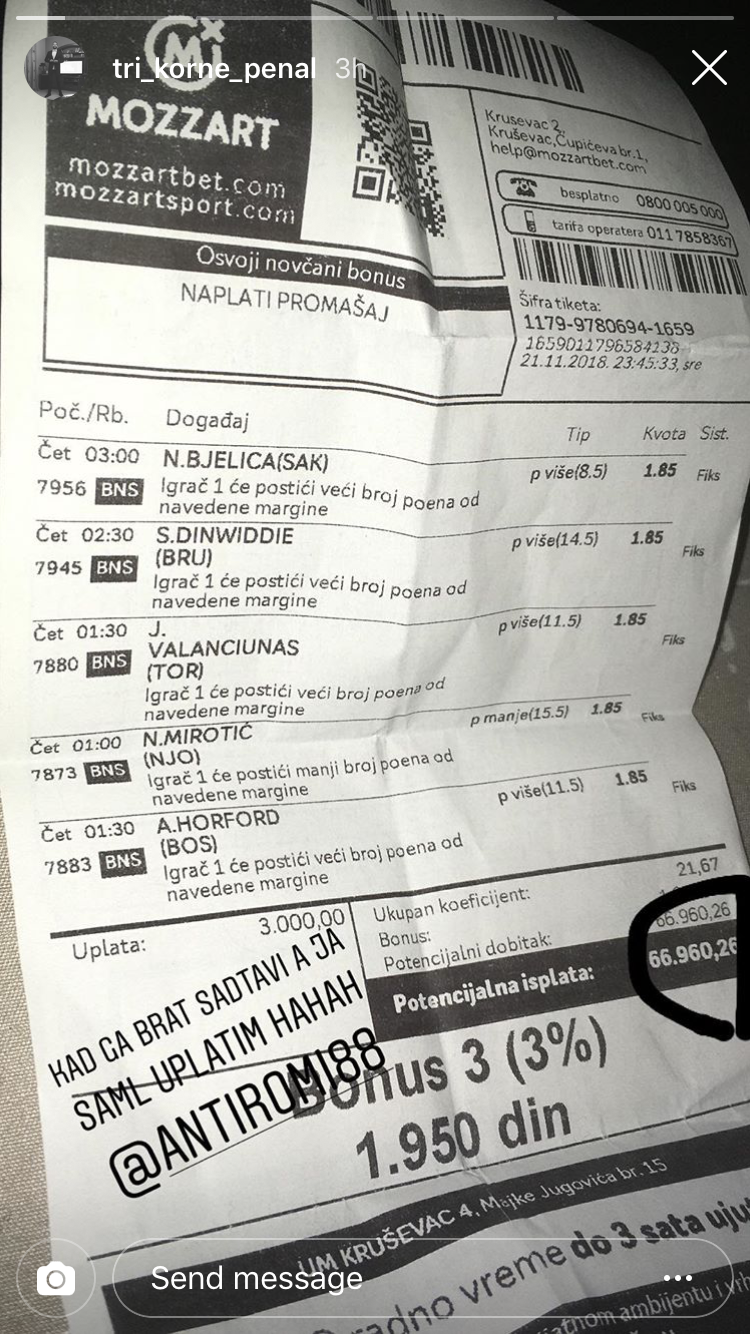 tri_korne_penal 3h
MOZZART
mozzartbet.com
mozzartsport.com
Krusevac 2,
Kruševac,Čupićeva br.1,
help@mozzartbet.com
besplatno 0800 005 000
tarifa operatera 011 7858367
Osvoji novčani bonus
NAPLATI PROMAŠAJ
Šifra tiketa:
1179-9780694-1659
1659011796584238
21.11.2018. 23:45:33, sre
Poč./Rb. Događaj Tip Kvota Sist.
Čet 03:00 N.BJELICA(SAK) p više(8.5) 1.85 Fiks
7956 BNS Igrač 1 će postići veći broj poena od
navedene margine
Čet 02:30 S.DINWIDDIE p više(14.5) 1.85 Fiks
7945 BNS (BRU)
Igrač 1 će postići veći broj poena od
navedene margine
Čet 01:30 J. p više(11.5) 1.85 Fiks
7880 BNS VALANCIUNAS
(TOR)
Igrač 1 će postići veći broj poena od
navedene margine
Čet 01:00 N.MIROTIĆ p manje(15.5) 1.85 Fiks
7873 BNS (NJO)
Igrač 1 će postići manji broj poena od
navedene margine
Čet 01:30 A.HORFORD p više(11.5) 1.85 Fiks
7883 BNS (BOS)
Igrač 1 će postići veći broj poena od
navedene margine
Uplata: 3.000,00
Ukupan koeficijent: 21,67
Bonus:
Potencijalni dobitak: 66.960,26
Potencijalna isplata: 66.960,26
KAD GA BRAT SADTAVI A JA
SAML UPLATIM HAHAH
@ANTIROMI88
Bonus 3 (3%)
1.950 din
UM KRUŠEVAC 4, Majke Jugovića br. 15
radno vreme do 3 sata
ambijentu i
Send message